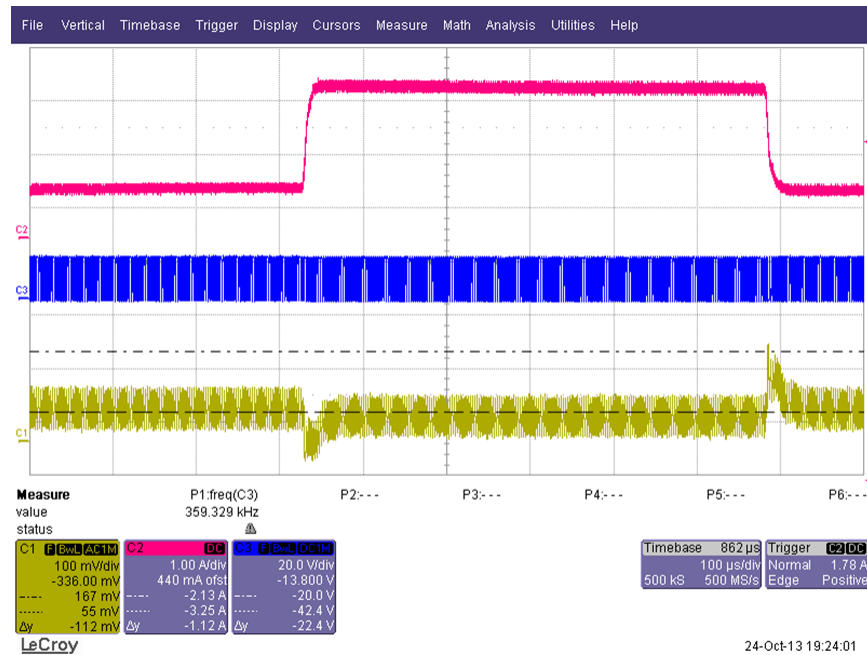 File Vertical Timebase Trigger Display Cursors Measure Math Analysis Utilities Help
C2
C3
C1
Measure P1:freq(C3) P2:--- P3:--- P4:--- P5:--- P6:---
value 359.329 kHz
status
C1 F BwL AC1M
100 mV/div
-336.00 mV
167 mV
55 mV
Δy -112 mV
C2 DC
1.00 A/div
440 mA ofst
-2.13 A
-3.25 A
Δy -1.12 A
C3 F BwL DC1M
20.0 V/div
-13.800 V
-20.0 V
-42.4 V
Δy -22.4 V
Timebase 862 µs
100 µs/div
500 kS 500 MS/s
Trigger C2 DC
Normal 1.78 A
Edge Positive
LeCroy
24-Oct-13 19:24:01